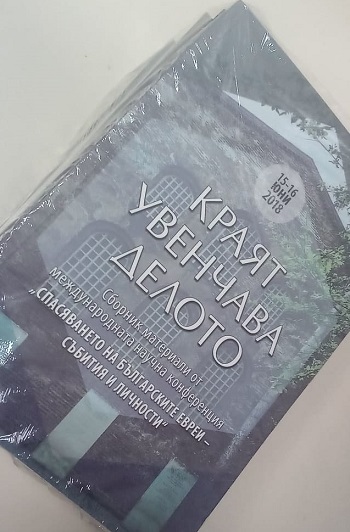 15-16
ЮНИ
2018
КРАЯТ
УВЕНЧАВА
ДЕЛОТО
Сборник материали от
международната научна конференция
„СПАСЯВАНЕТО НА БЪЛГАРСКИТЕ ЕВРЕИ –
СЪБИТИЯ И ЛИЧНОСТИ“